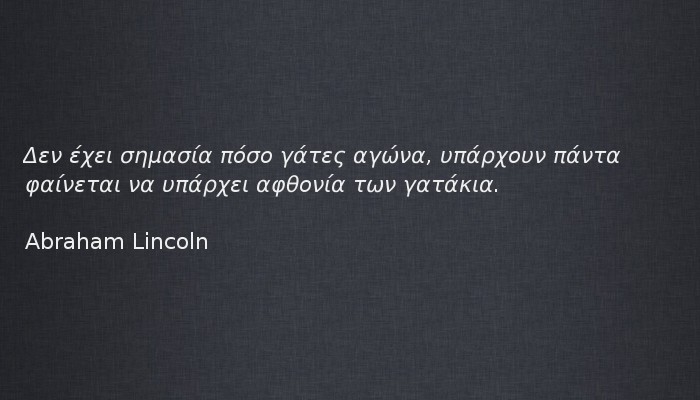 Δεν έχει σημασία πόσο γάτες αγώνα, υπάρχουν πάντα
φαίνεται να υπάρχει αφθονία των γατάκια.
Abraham Lincoln